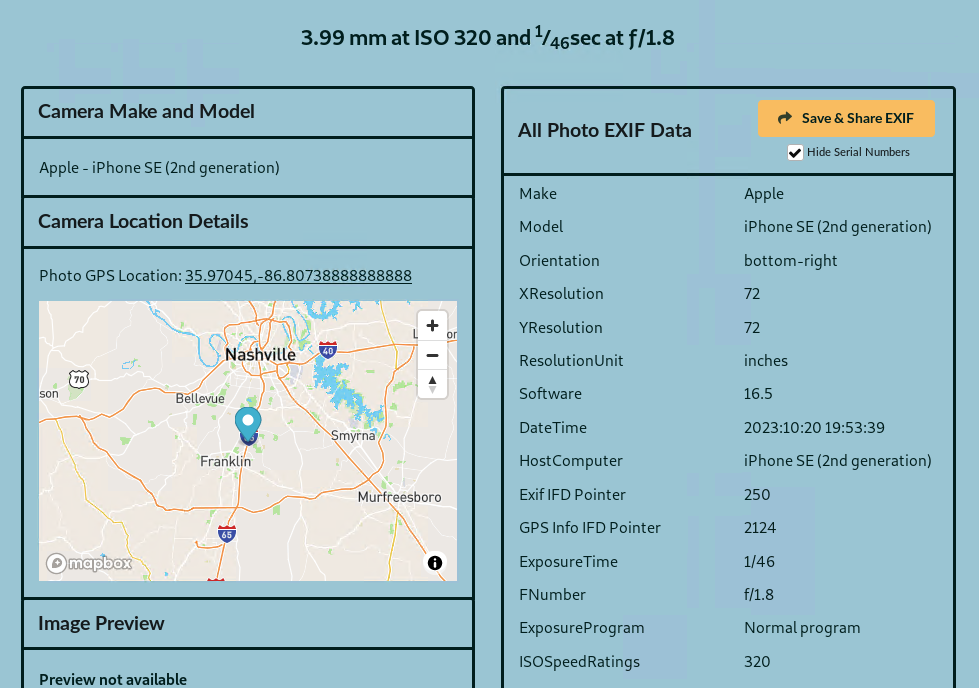 3.99 mm at ISO 320 and 1/46sec at ƒ/1.8
Camera Make and Model
Apple - iPhone SE (2nd generation)
Camera Location Details
Photo GPS Location: 35.97045,-86.80738888888888
Nashville
40
70
son
Bellevue
Smyrna
Franklin
Murfreesboro
65
mapbox
Image Preview
Preview not available
All Photo EXIF Data
Save & Share EXIF
Hide Serial Numbers
Make Apple
Model iPhone SE (2nd generation)
Orientation bottom-right
XResolution 72
YResolution 72
ResolutionUnit inches
Software 16.5
DateTime 2023:10:20 19:53:39
HostComputer iPhone SE (2nd generation)
Exif IFD Pointer 250
GPS Info IFD Pointer 2124
ExposureTime 1/46
FNumber f/1.8
ExposureProgram Normal program
ISOSpeedRatings 320